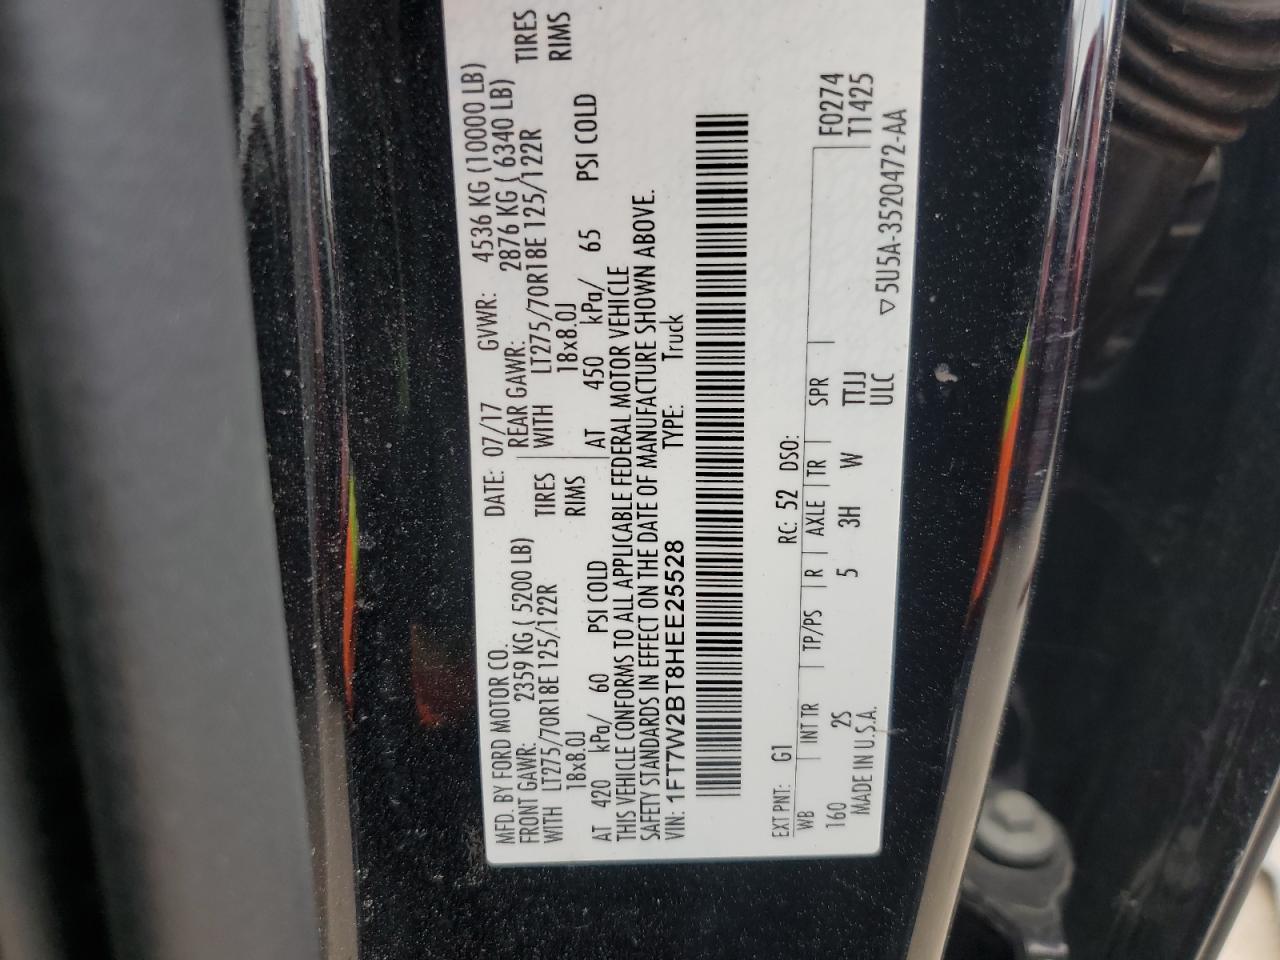 MFD. BY FORD MOTOR CO.
DATE: 07/17 GVWR: 4536 KG (10000 LB)
FRONT GAWR: 2359 KG ( 5200 LB) REAR GAWR: 2876 KG ( 6340 LB)
WITH LT275/70R18E 125/122R TIRES WITH LT275/70R18E 125/122R TIRES
18x8.0J RIMS 18x8.0J RIMS
AT 420 kPa/ 60 PSI COLD AT 450 kPa/ 65 PSI COLD
THIS VEHICLE CONFORMS TO ALL APPLICABLE FEDERAL MOTOR VEHICLE
SAFETY STANDARDS IN EFFECT ON THE DATE OF MANUFACTURE SHOWN ABOVE.
VIN: 1FT7W2BT8HEE25528 TYPE: Truck
EXT PNT: G1 RC: 52 DSO: F0274
WB INT TR TP/PS R AXLE TR SPR T1425
160 2S 5 3H W TTJJ
MADE IN U.S.A. ULC
▽5U5A-3520472-AA